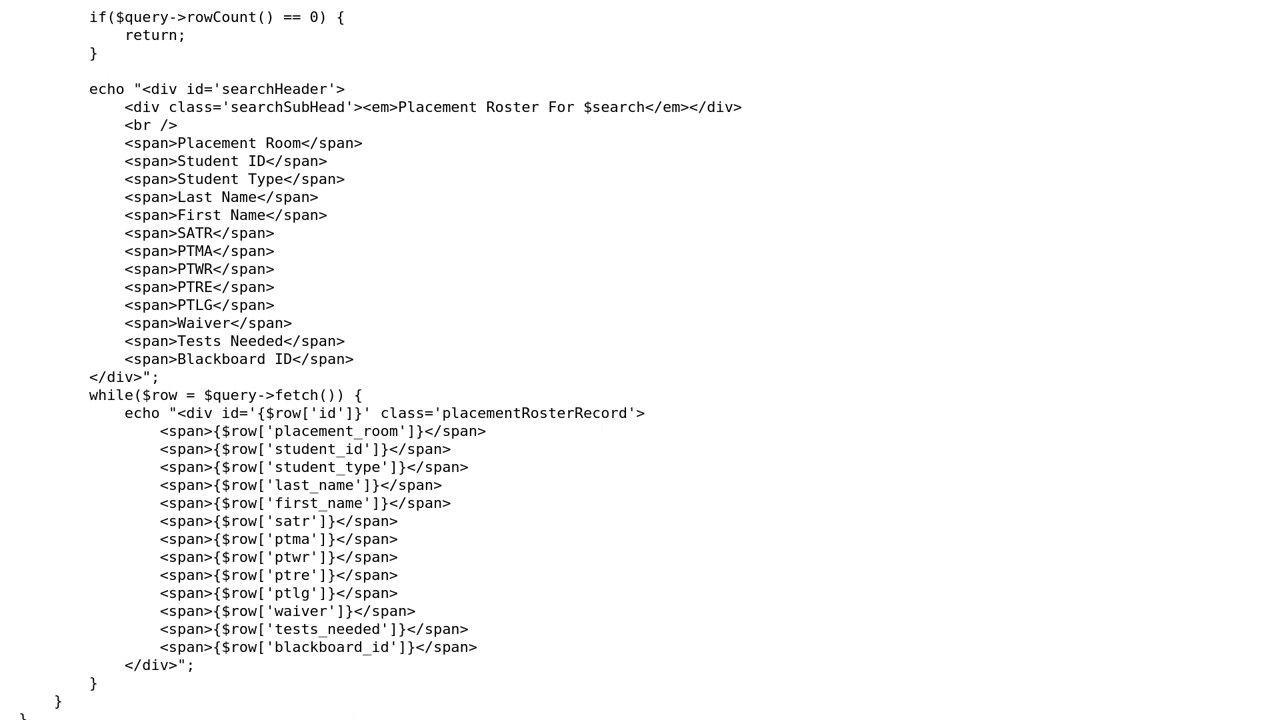 if($query->rowCount() == 0) {
            return;
        }

        echo "<div id='searchHeader'>
            <div class='searchSubHead'><em>Placement Roster For $search</em></div>
            <br />
            <span>Placement Room</span>
            <span>Student ID</span>
            <span>Student Type</span>
            <span>Last Name</span>
            <span>First Name</span>
            <span>SATR</span>
            <span>PTMA</span>
            <span>PTWR</span>
            <span>PTRE</span>
            <span>PTLG</span>
            <span>Waiver</span>
            <span>Tests Needed</span>
            <span>Blackboard ID</span>
        </div>";
        while($row = $query->fetch()) {
            echo "<div id='{$row['id']}' class='placementRosterRecord'>
                <span>{$row['placement_room']}</span>
                <span>{$row['student_id']}</span>
                <span>{$row['student_type']}</span>
                <span>{$row['last_name']}</span>
                <span>{$row['first_name']}</span>
                <span>{$row['satr']}</span>
                <span>{$row['ptma']}</span>
                <span>{$row['ptwr']}</span>
                <span>{$row['ptre']}</span>
                <span>{$row['ptlg']}</span>
                <span>{$row['waiver']}</span>
                <span>{$row['tests_needed']}</span>
                <span>{$row['blackboard_id']}</span>
            </div>";
        }
    }
}